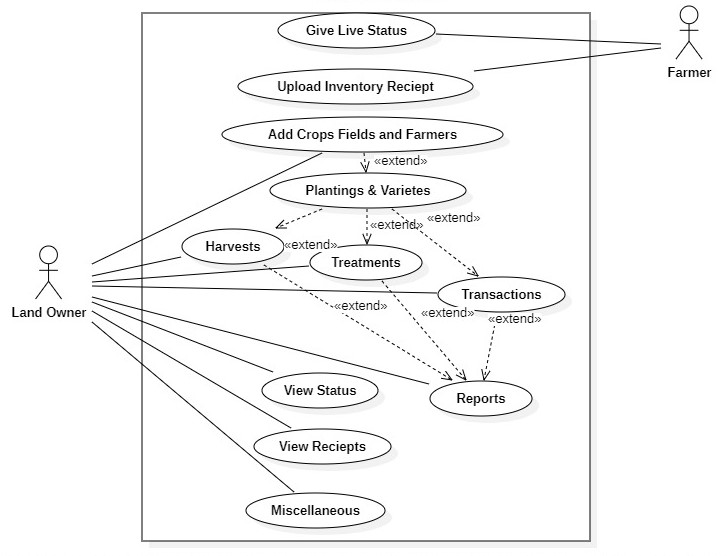 Give Live Status
Farmer
Upload Inventory Reciept
Add Crops Fields and Farmers
«extend»
Plantings & Varietes
«extend»
«extend»
Harvests
«extend»
Treatments
Transactions
Land Owner
«extend»
«extend»
«extend»
View Status
Reports
View Reciepts
Miscellaneous